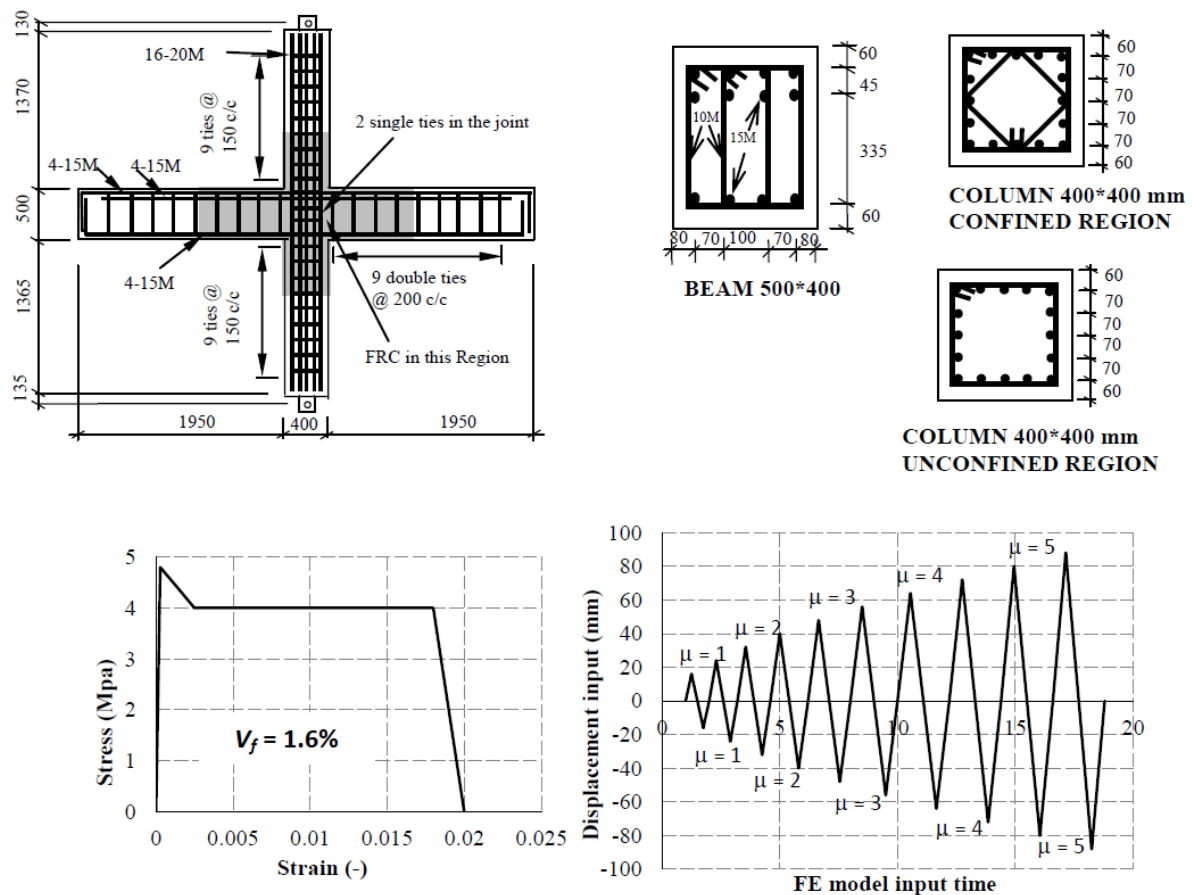 130
1370
500
1365
135
16-20M
9 ties @
150 c/c
2 single ties in the joint
4-15M
4-15M
4-15M
9 double ties
@ 200 c/c
9 ties @
150 c/c
FRC in this Region
1950
400
1950
10M
15M
60
45
335
60
80
70
100
70
80
BEAM 500*400
60
70
70
70
70
60
COLUMN 400*400 mm
CONFINED REGION
60
70
70
70
70
60
COLUMN 400*400 mm
UNCONFINED REGION
5
4
3
2
1
0
Stress (Mpa)
Vf = 1.6%
0
0.005
0.01
0.015
0.02
0.025
Strain (-)
100
80
60
40
20
0
-20
-40
-60
-80
-100
Displacement input (mm)
μ = 1
μ = 2
μ = 3
μ = 4
μ = 5
0
5
10
15
20
μ = 1
μ = 2
μ = 3
μ = 4
μ = 5
FE model input time